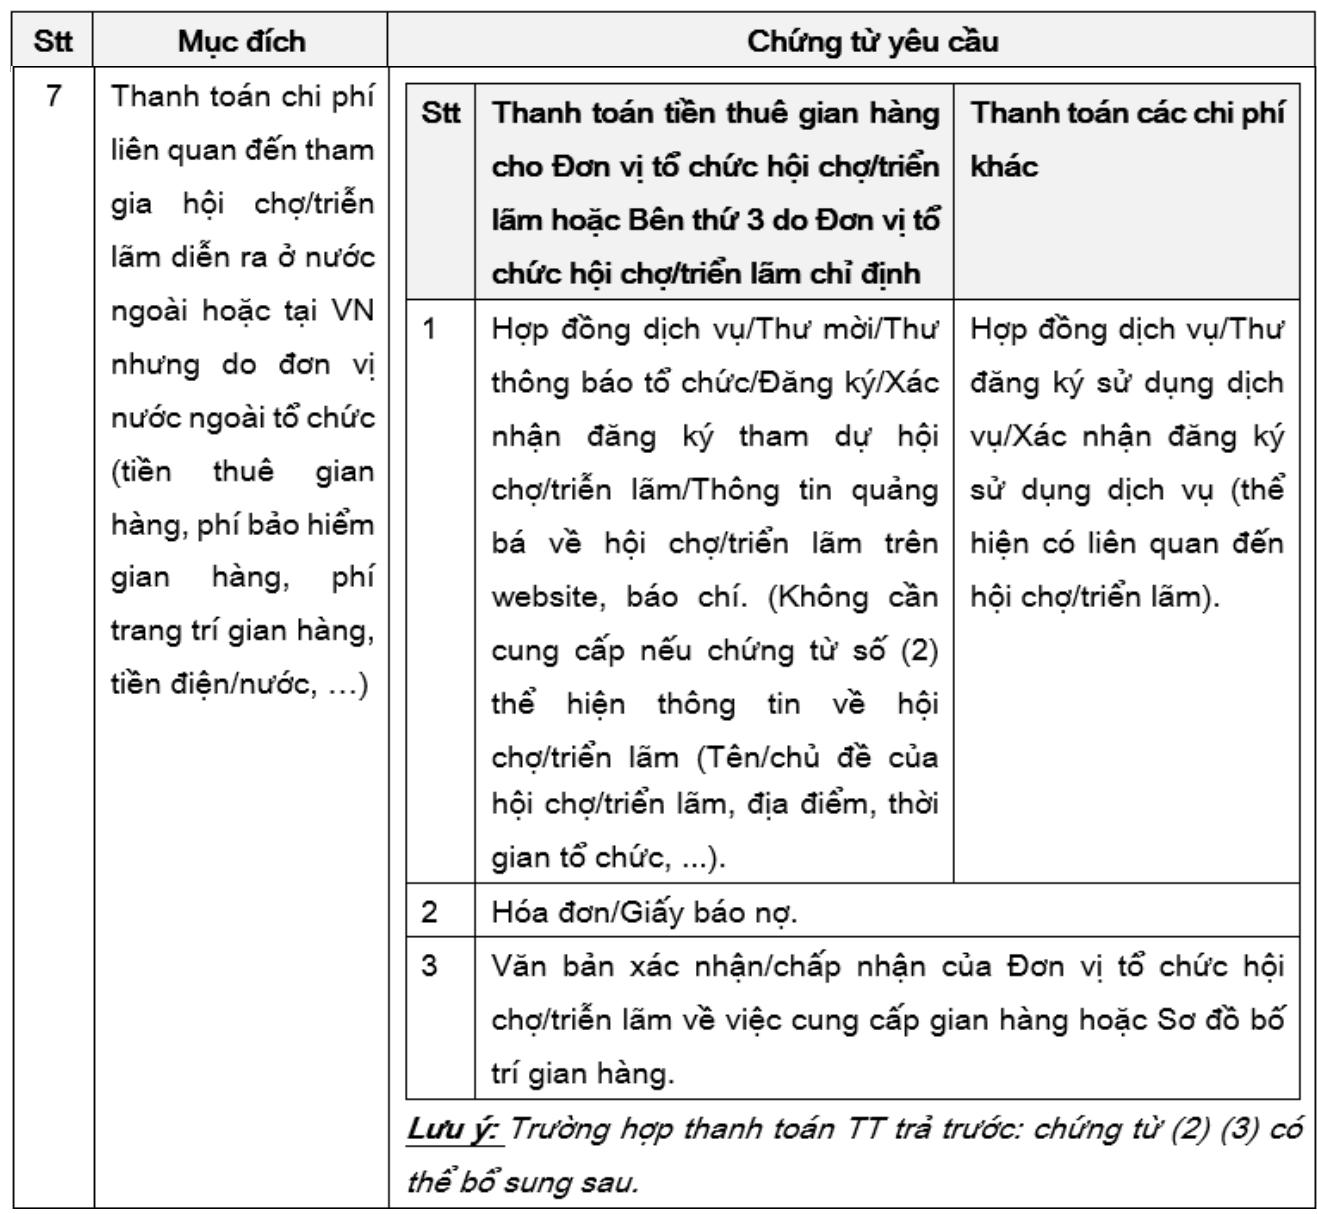 Stt
Mục đích
Chứng từ yêu cầu
7
Thanh toán chi phí
liên quan đến tham
gia hội chợ/triễn
lãm diễn ra ở nước
ngoài hoặc tại VN
nhưng do đơn vị
nước ngoài tổ chức
(tiền thuê gian
hàng, phí bảo hiểm
gian hàng, phí
trang trí gian hàng,
tiền điện/nước, …)
Stt
Thanh toán tiền thuê gian hàng
cho Đơn vị tổ chức hội chợ/triển
lãm hoặc Bên thứ 3 do Đơn vị tổ
chức hội chợ/triển lãm chỉ định
Thanh toán các chi phí
khác
1
Hợp đồng dịch vụ/Thư mời/Thư
thông báo tổ chức/Đăng ký/Xác
nhận đăng ký tham dự hội
chợ/triễn lãm/Thông tin quảng
bá về hội chợ/triển lãm trên
website, báo chí. (Không cần
cung cấp nếu chứng từ số (2)
thể hiện thông tin về hội
chợ/triển lãm (Tên/chủ đề của
hội chợ/triển lãm, địa điểm, thời
gian tổ chức, ...).
Hợp đồng dịch vụ/Thư
đăng ký sử dụng dịch
vụ/Xác nhận đăng ký
sử dụng dịch vụ (thể
hiện có liên quan đến
hội chợ/triển lãm).
2
Hóa đơn/Giấy báo nợ.
3
Văn bản xác nhận/chấp nhận của Đơn vị tổ chức hội
chợ/triễn lãm về việc cung cấp gian hàng hoặc Sơ đồ bố
trí gian hàng.
Lưu ý: Trường hợp thanh toán TT trả trước: chứng từ (2) (3) có
thể bổ sung sau.